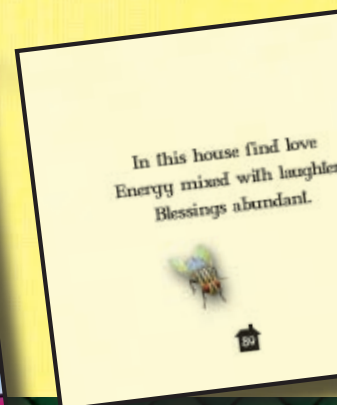 In this house find love
Energy mixed with laughter
Blessings abundant.
89